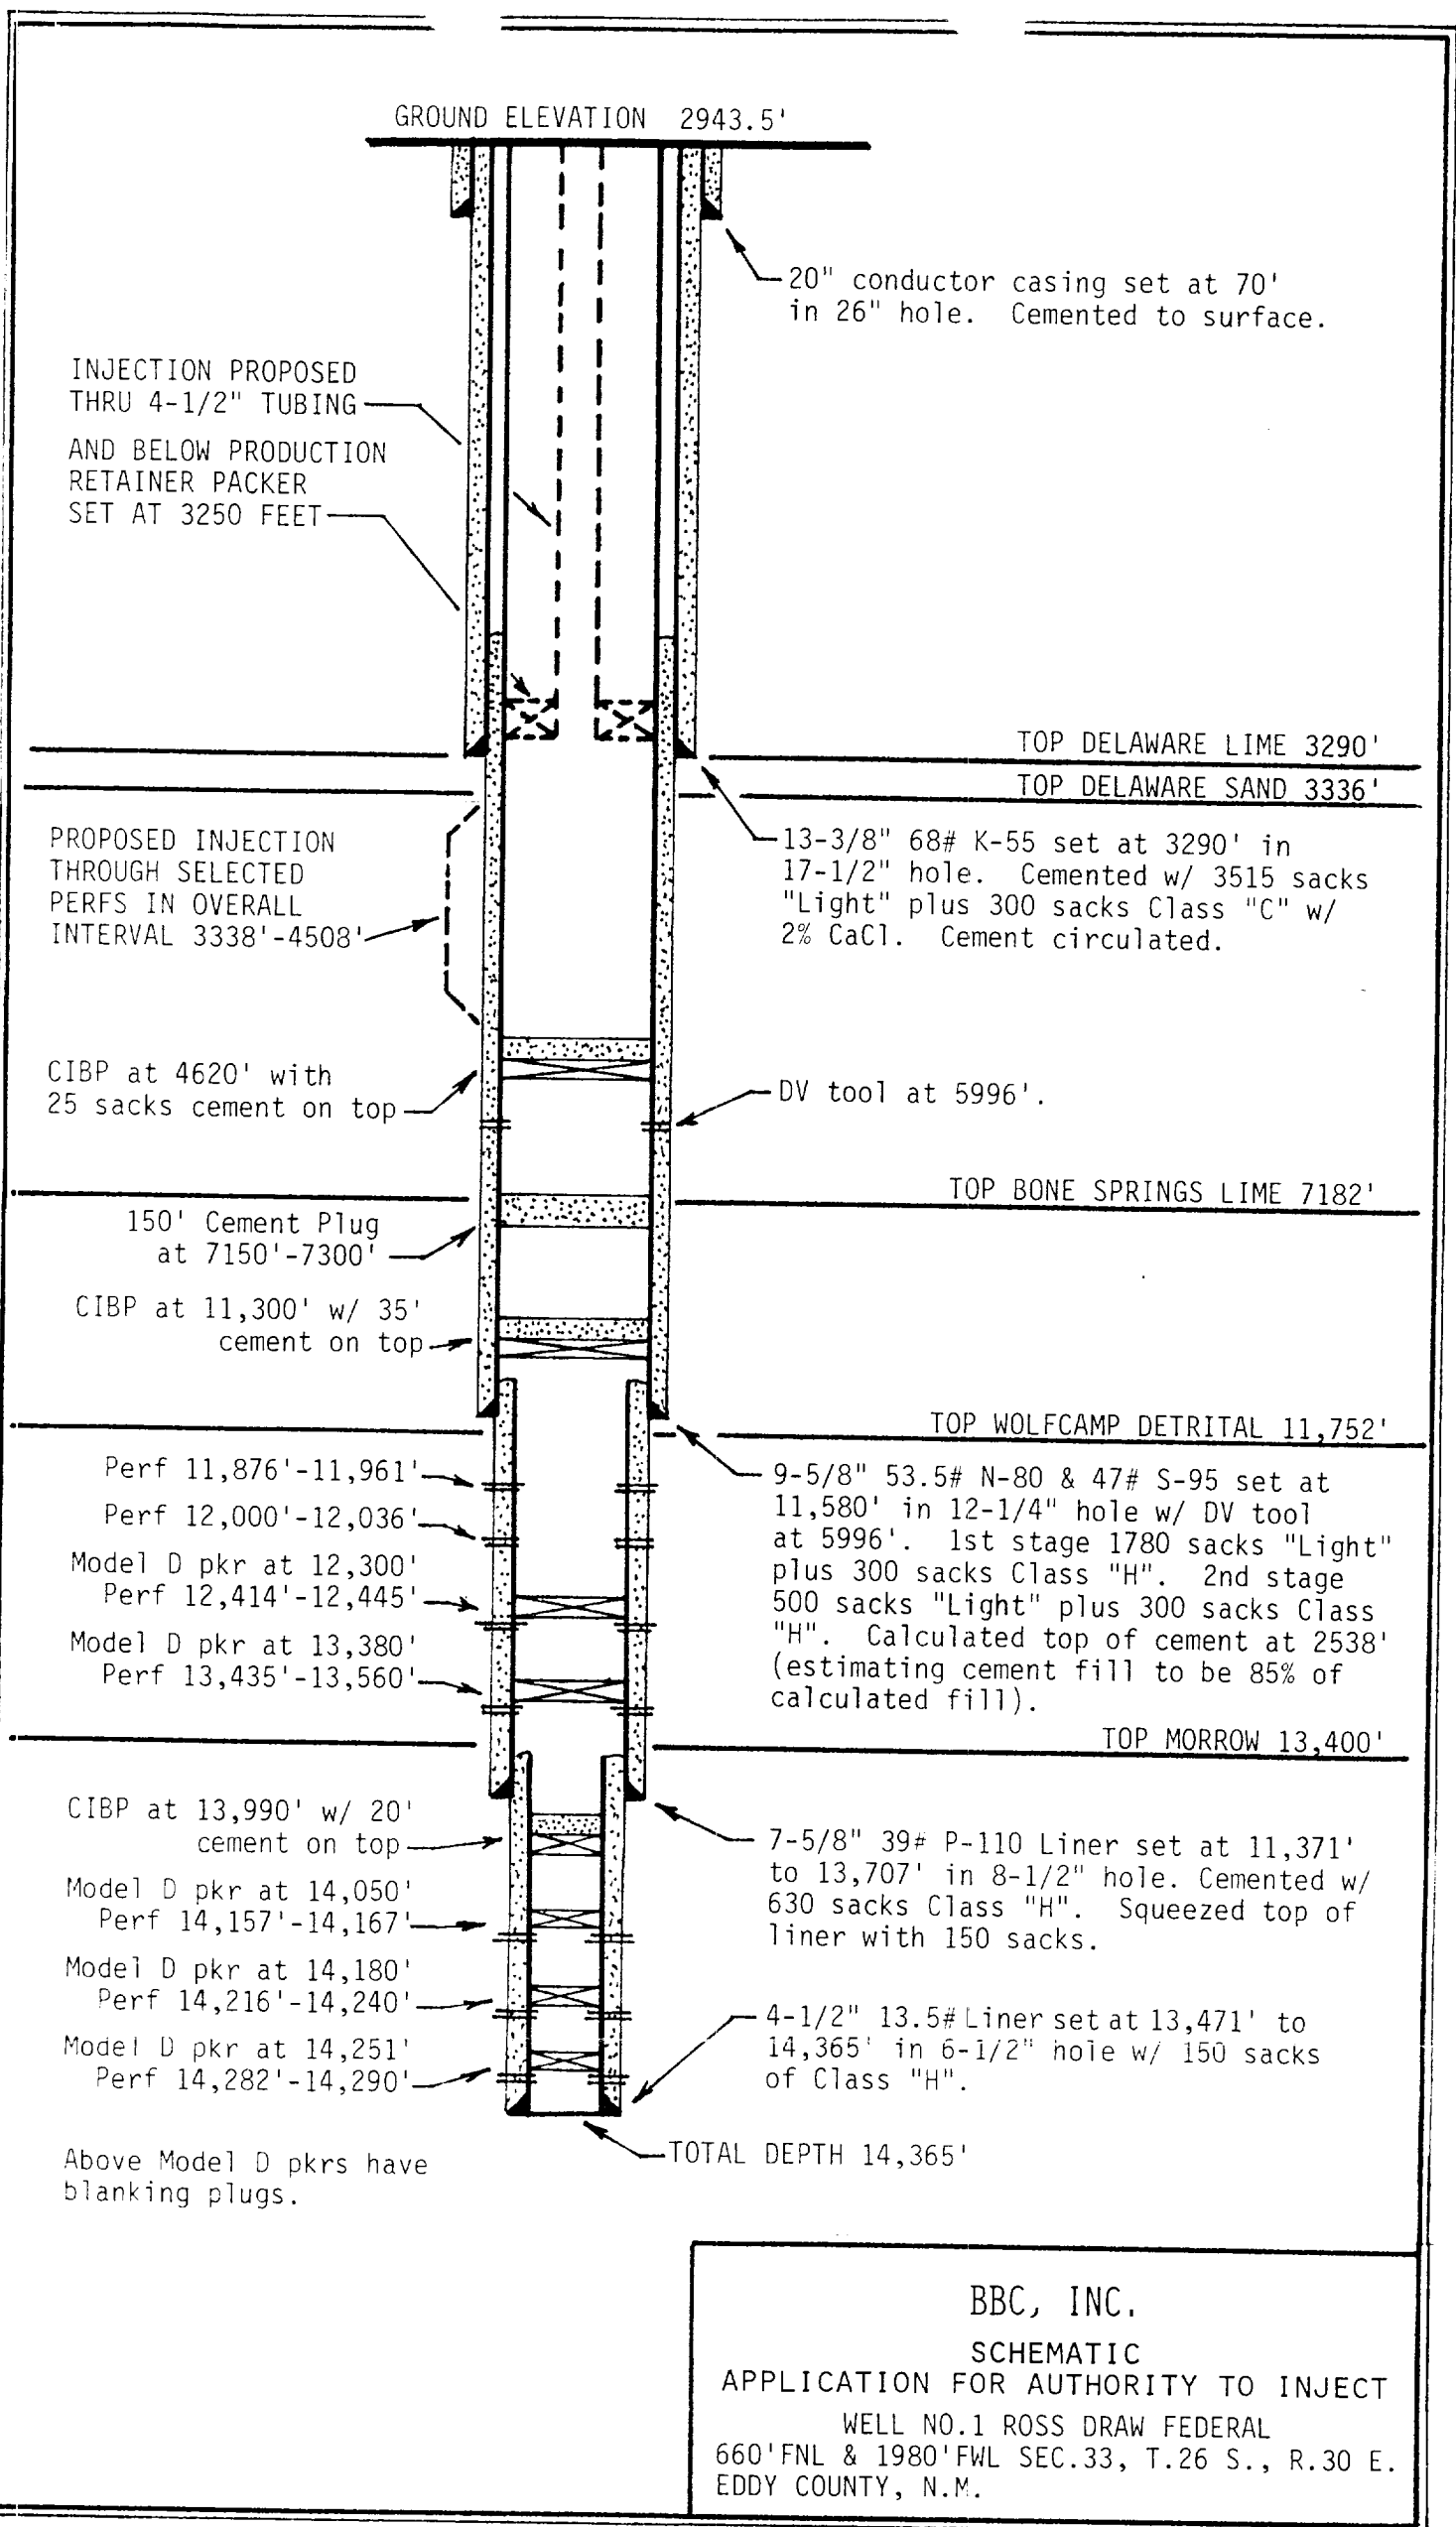 GROUND ELEVATION 2943.5'
20" conductor casing set at 70'
in 26" hole. Cemented to surface.
INJECTION PROPOSED
THRU 4-1/2" TUBING
AND BELOW PRODUCTION
RETAINER PACKER
SET AT 3250 FEET
TOP DELAWARE LIME 3290'
TOP DELAWARE SAND 3336'
PROPOSED INJECTION
THROUGH SELECTED
PERFS IN OVERALL
INTERVAL 3338'-4508'
13-3/8" 68# K-55 set at 3290' in
17-1/2" hole. Cemented w/ 3515 sacks
"Light" plus 300 sacks Class "C" w/
2% CaCl. Cement circulated.
CIBP at 4620' with
25 sacks cement on top
DV tool at 5996'.
TOP BONE SPRINGS LIME 7182'
150' Cement Plug
at 7150'-7300'
CIBP at 11,300' w/ 35'
cement on top
TOP WOLFCAMP DETRITAL 11,752'
Perf 11,876'-11,961'
Perf 12,000'-12,036'
Model D pkr at 12,300'
Perf 12,414'-12,445'
Model D pkr at 13,380'
Perf 13,435'-13,560'
9-5/8" 53.5# N-80 & 47# S-95 set at
11,580' in 12-1/4" hole w/ DV tool
at 5996'. 1st stage 1780 sacks "Light"
plus 300 sacks Class "H". 2nd stage
500 sacks "Light" plus 300 sacks Class
"H". Calculated top of cement at 2538'
(estimating cement fill to be 85% of
calculated fill).
TOP MORROW 13,400'
CIBP at 13,990' w/ 20'
cement on top
Model D pkr at 14,050'
Perf 14,157'-14,167'
Model D pkr at 14,180'
Perf 14,216'-14,240'
Model D pkr at 14,251'
Perf 14,282'-14,290'
7-5/8" 39# P-110 Liner set at 11,371'
to 13,707' in 8-1/2" hole. Cemented w/
630 sacks Class "H". Squeezed top of
liner with 150 sacks.
4-1/2" 13.5# Liner set at 13,471' to
14,365' in 6-1/2" hole w/ 150 sacks
of Class "H".
TOTAL DEPTH 14,365'
Above Model D pkrs have
blanking plugs.
BBC, INC.
SCHEMATIC
APPLICATION FOR AUTHORITY TO INJECT
WELL NO.1 ROSS DRAW FEDERAL
660'FNL & 1980'FWL SEC.33, T.26 S., R.30 E.
EDDY COUNTY, N.M.